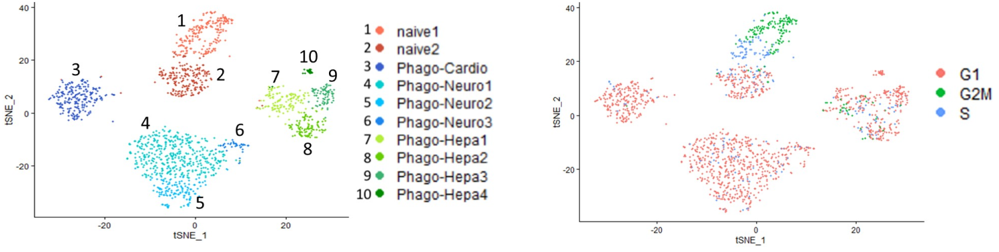 40
20
0
-20
tSNE_2
-20
0
20
tSNE_1
1
2
3
4
5
6
7
8
9
10
1 naive1
2 naive2
3 Phago-Cardio
4 Phago-Neuro1
5 Phago-Neuro2
6 Phago-Neuro3
7 Phago-Hepa1
8 Phago-Hepa2
9 Phago-Hepa3
10 Phago-Hepa4
40
20
0
-20
tSNE_2
-20
0
20
tSNE_1
G1
G2M
S